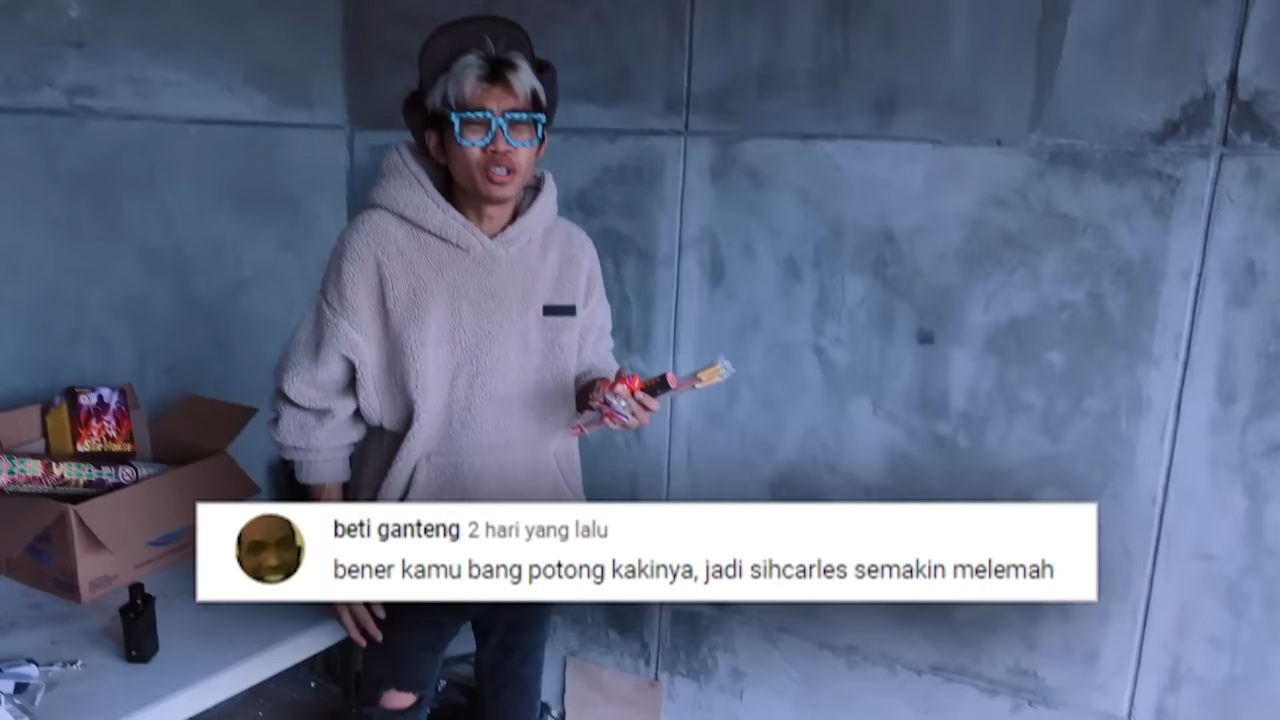 beti ganteng 2 hari yang lalu
bener kamu bang potong kakinya, jadi sihcarles semakin melemah